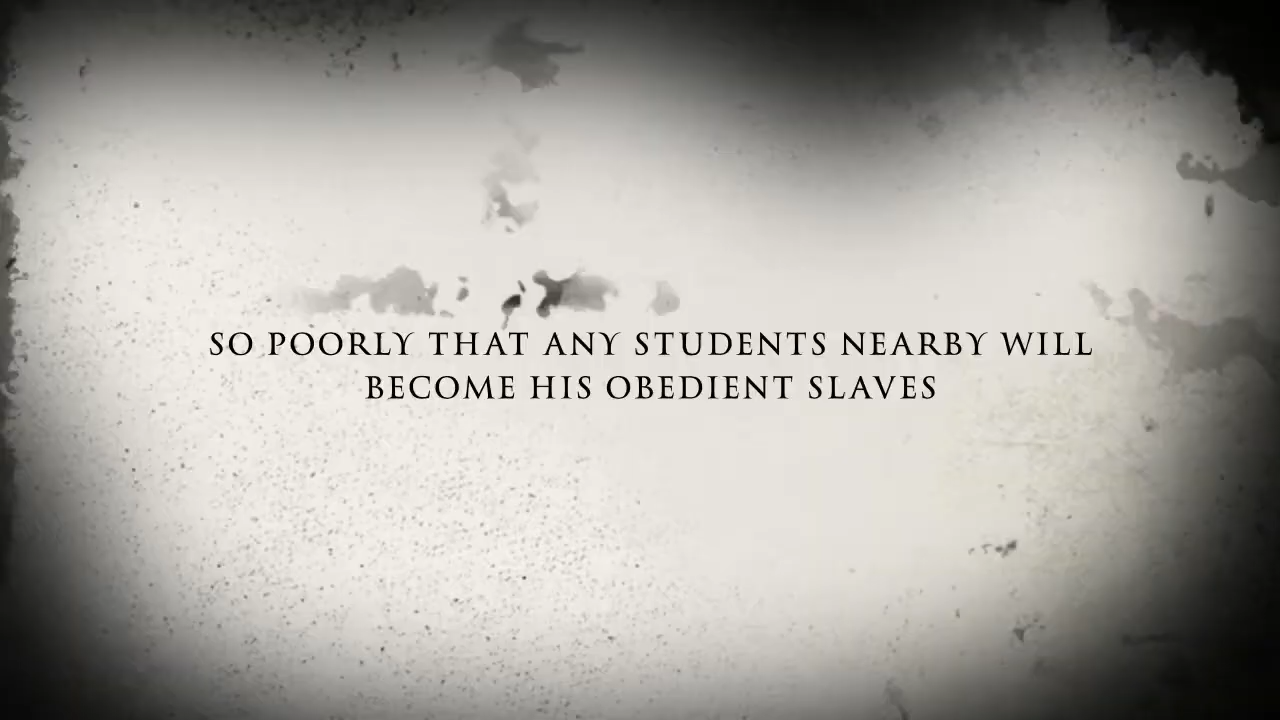 SO POORLY THAT ANY STUDENTS NEARBY WILL
BECOME HIS OBEDIENT SLAVES